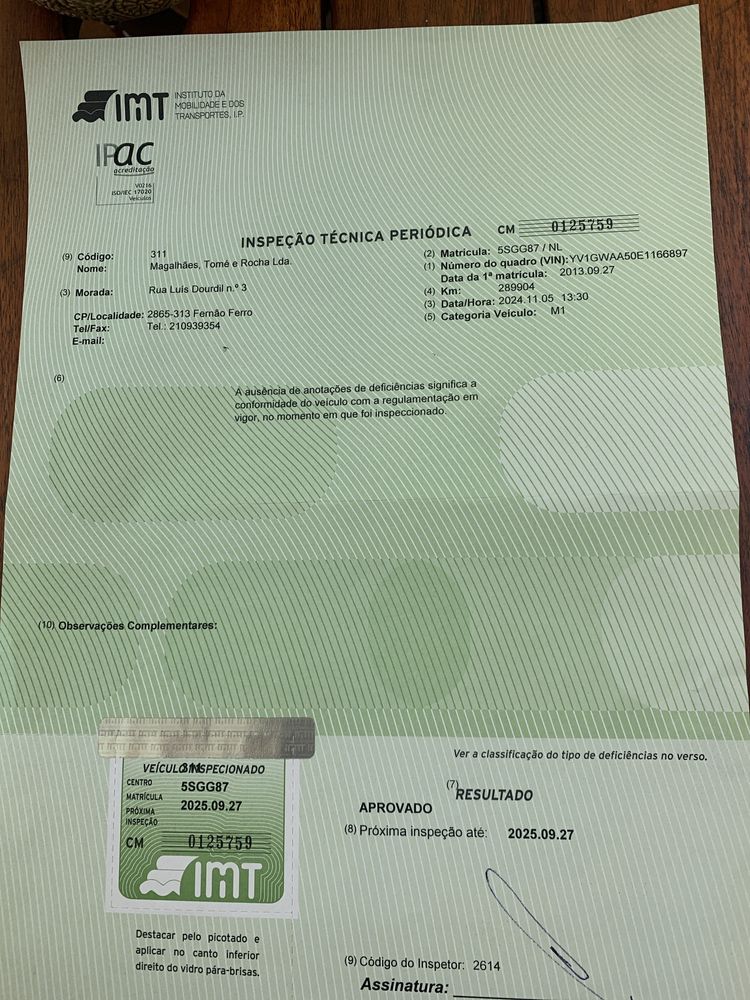 IMT INSTITUTO DA
MOBILIDADE E DOS
TRANSPORTES, I.P.
IPAC
acreditação
V0216
ISO/IEC 17020
Veículos
INSPEÇÃO TÉCNICA PERIÓDICA CM 0125759
(9) Código: 311
Nome: Magalhães, Tomé e Rocha Lda.
(3) Morada: Rua Luís Dourdil n.º 3
CP/Localidade: 2865-313 Fernão Ferro
Tel/Fax: Tel.: 210939354
E-mail:
(2) Matricula: 5SGG87 / NL
(1) Número do quadro (VIN): YV1GWAA50E1166897
Data da 1ª matrícula: 2013.09.27
(4) Km: 289904
(3) Data/Hora: 2024.11.05 13:30
(5) Categoria Veículo: M1
(6)
A ausência de anotações de deficiências significa a
conformidade do veículo com a regulamentação em
vigor, no momento em que foi inspeccionado.
(10) Observações Complementares:
Ver a classificação do tipo de deficiências no verso.
VEÍCULO INSPECIONADO
311
CENTRO
MATRÍCULA 5SGG87
PRÓXIMA
INSPEÇÃO 2025.09.27
CM 0125759
IMT
Destacar pelo picotado e
aplicar no canto inferior
direito do vidro pára-brisas.
(7) RESULTADO
APROVADO
(8) Próxima inspeção até: 2025.09.27
(9) Código do Inspetor: 2614
Assinatura: